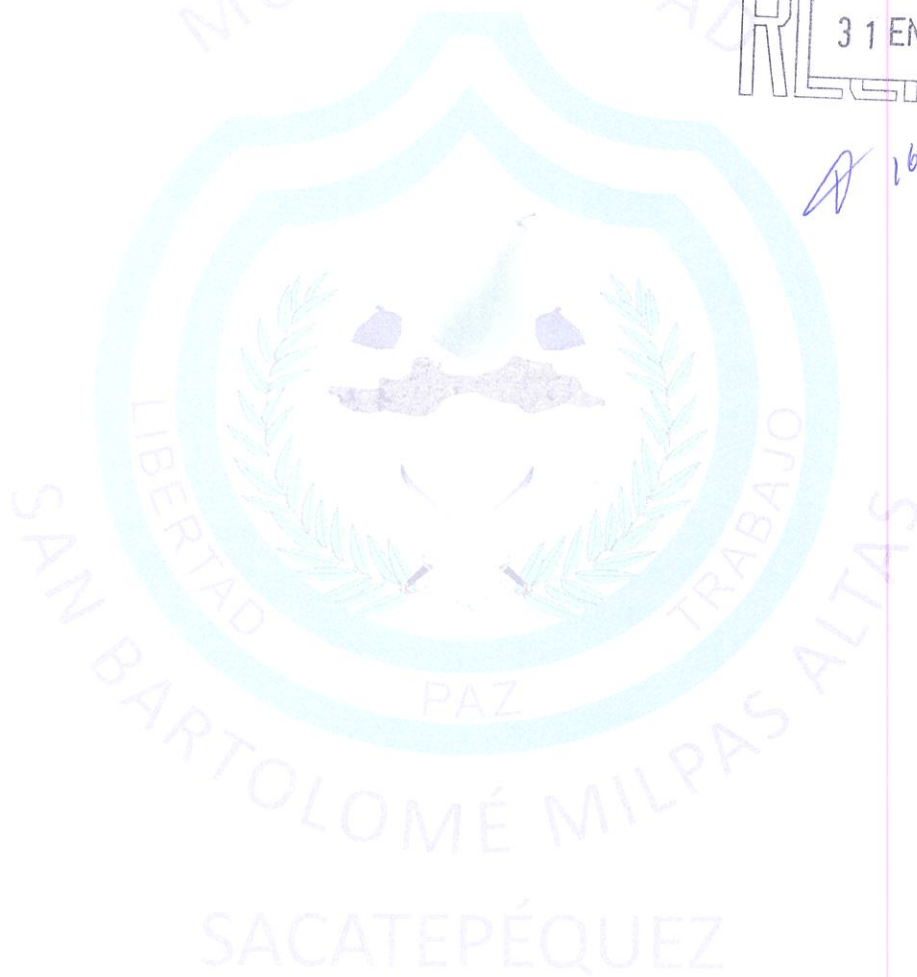 31 EN
LIBERTAD
TRABAJO
PAZ
SAN BARTOLOMÉ MILPAS ALTAS
SACATEPÉQUEZ